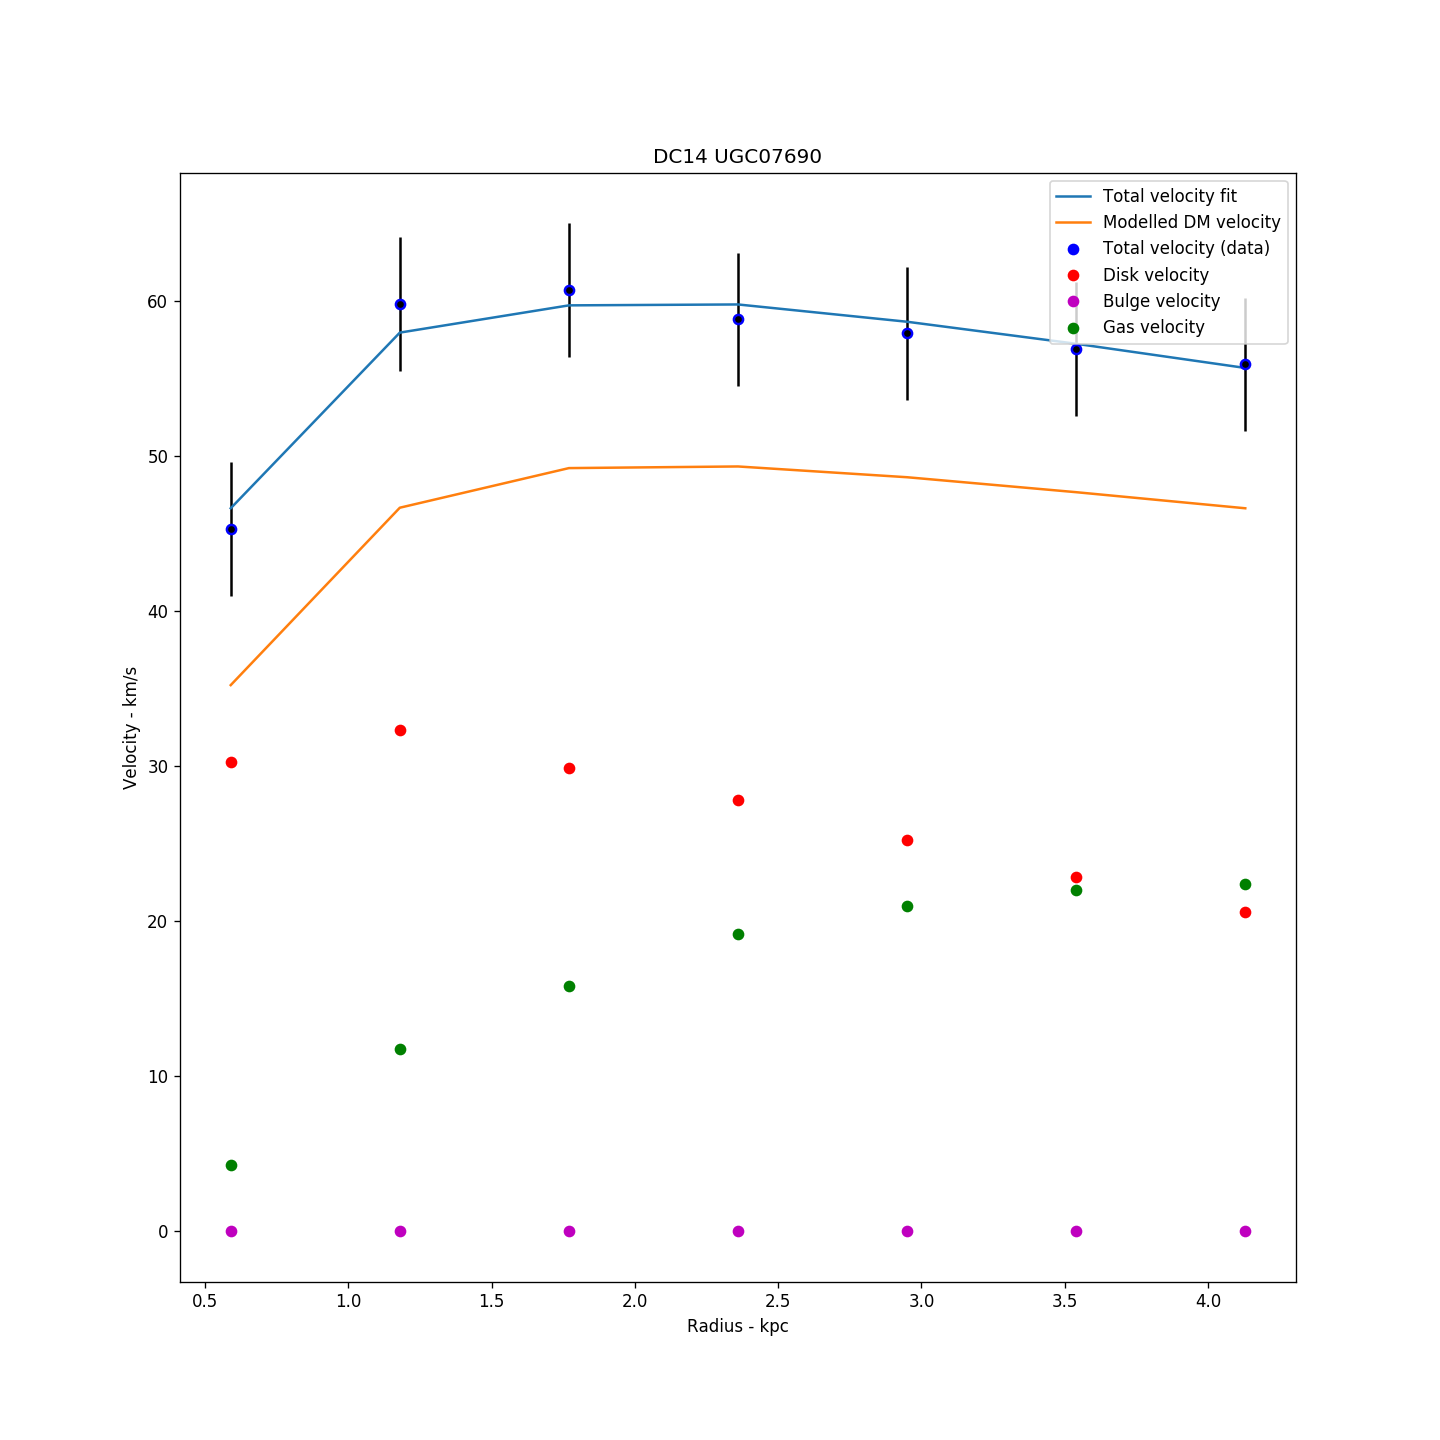 DC14 UGC07690
Total velocity fit
Modelled DM velocity
Total velocity (data)
Disk velocity
Bulge velocity
Gas velocity
60
50
40
30
20
10
0
Velocity - km/s
0.5 1.0 1.5 2.0 2.5 3.0 3.5 4.0
Radius - kpc